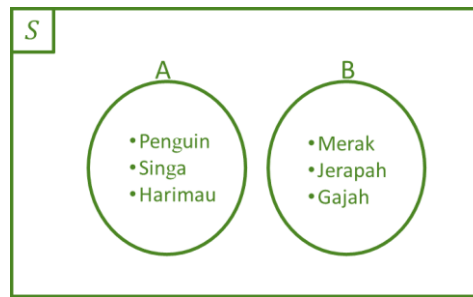 S
A
B
•Penguin
•Singa
•Harimau
•Merak
•Jerapah
•Gajah